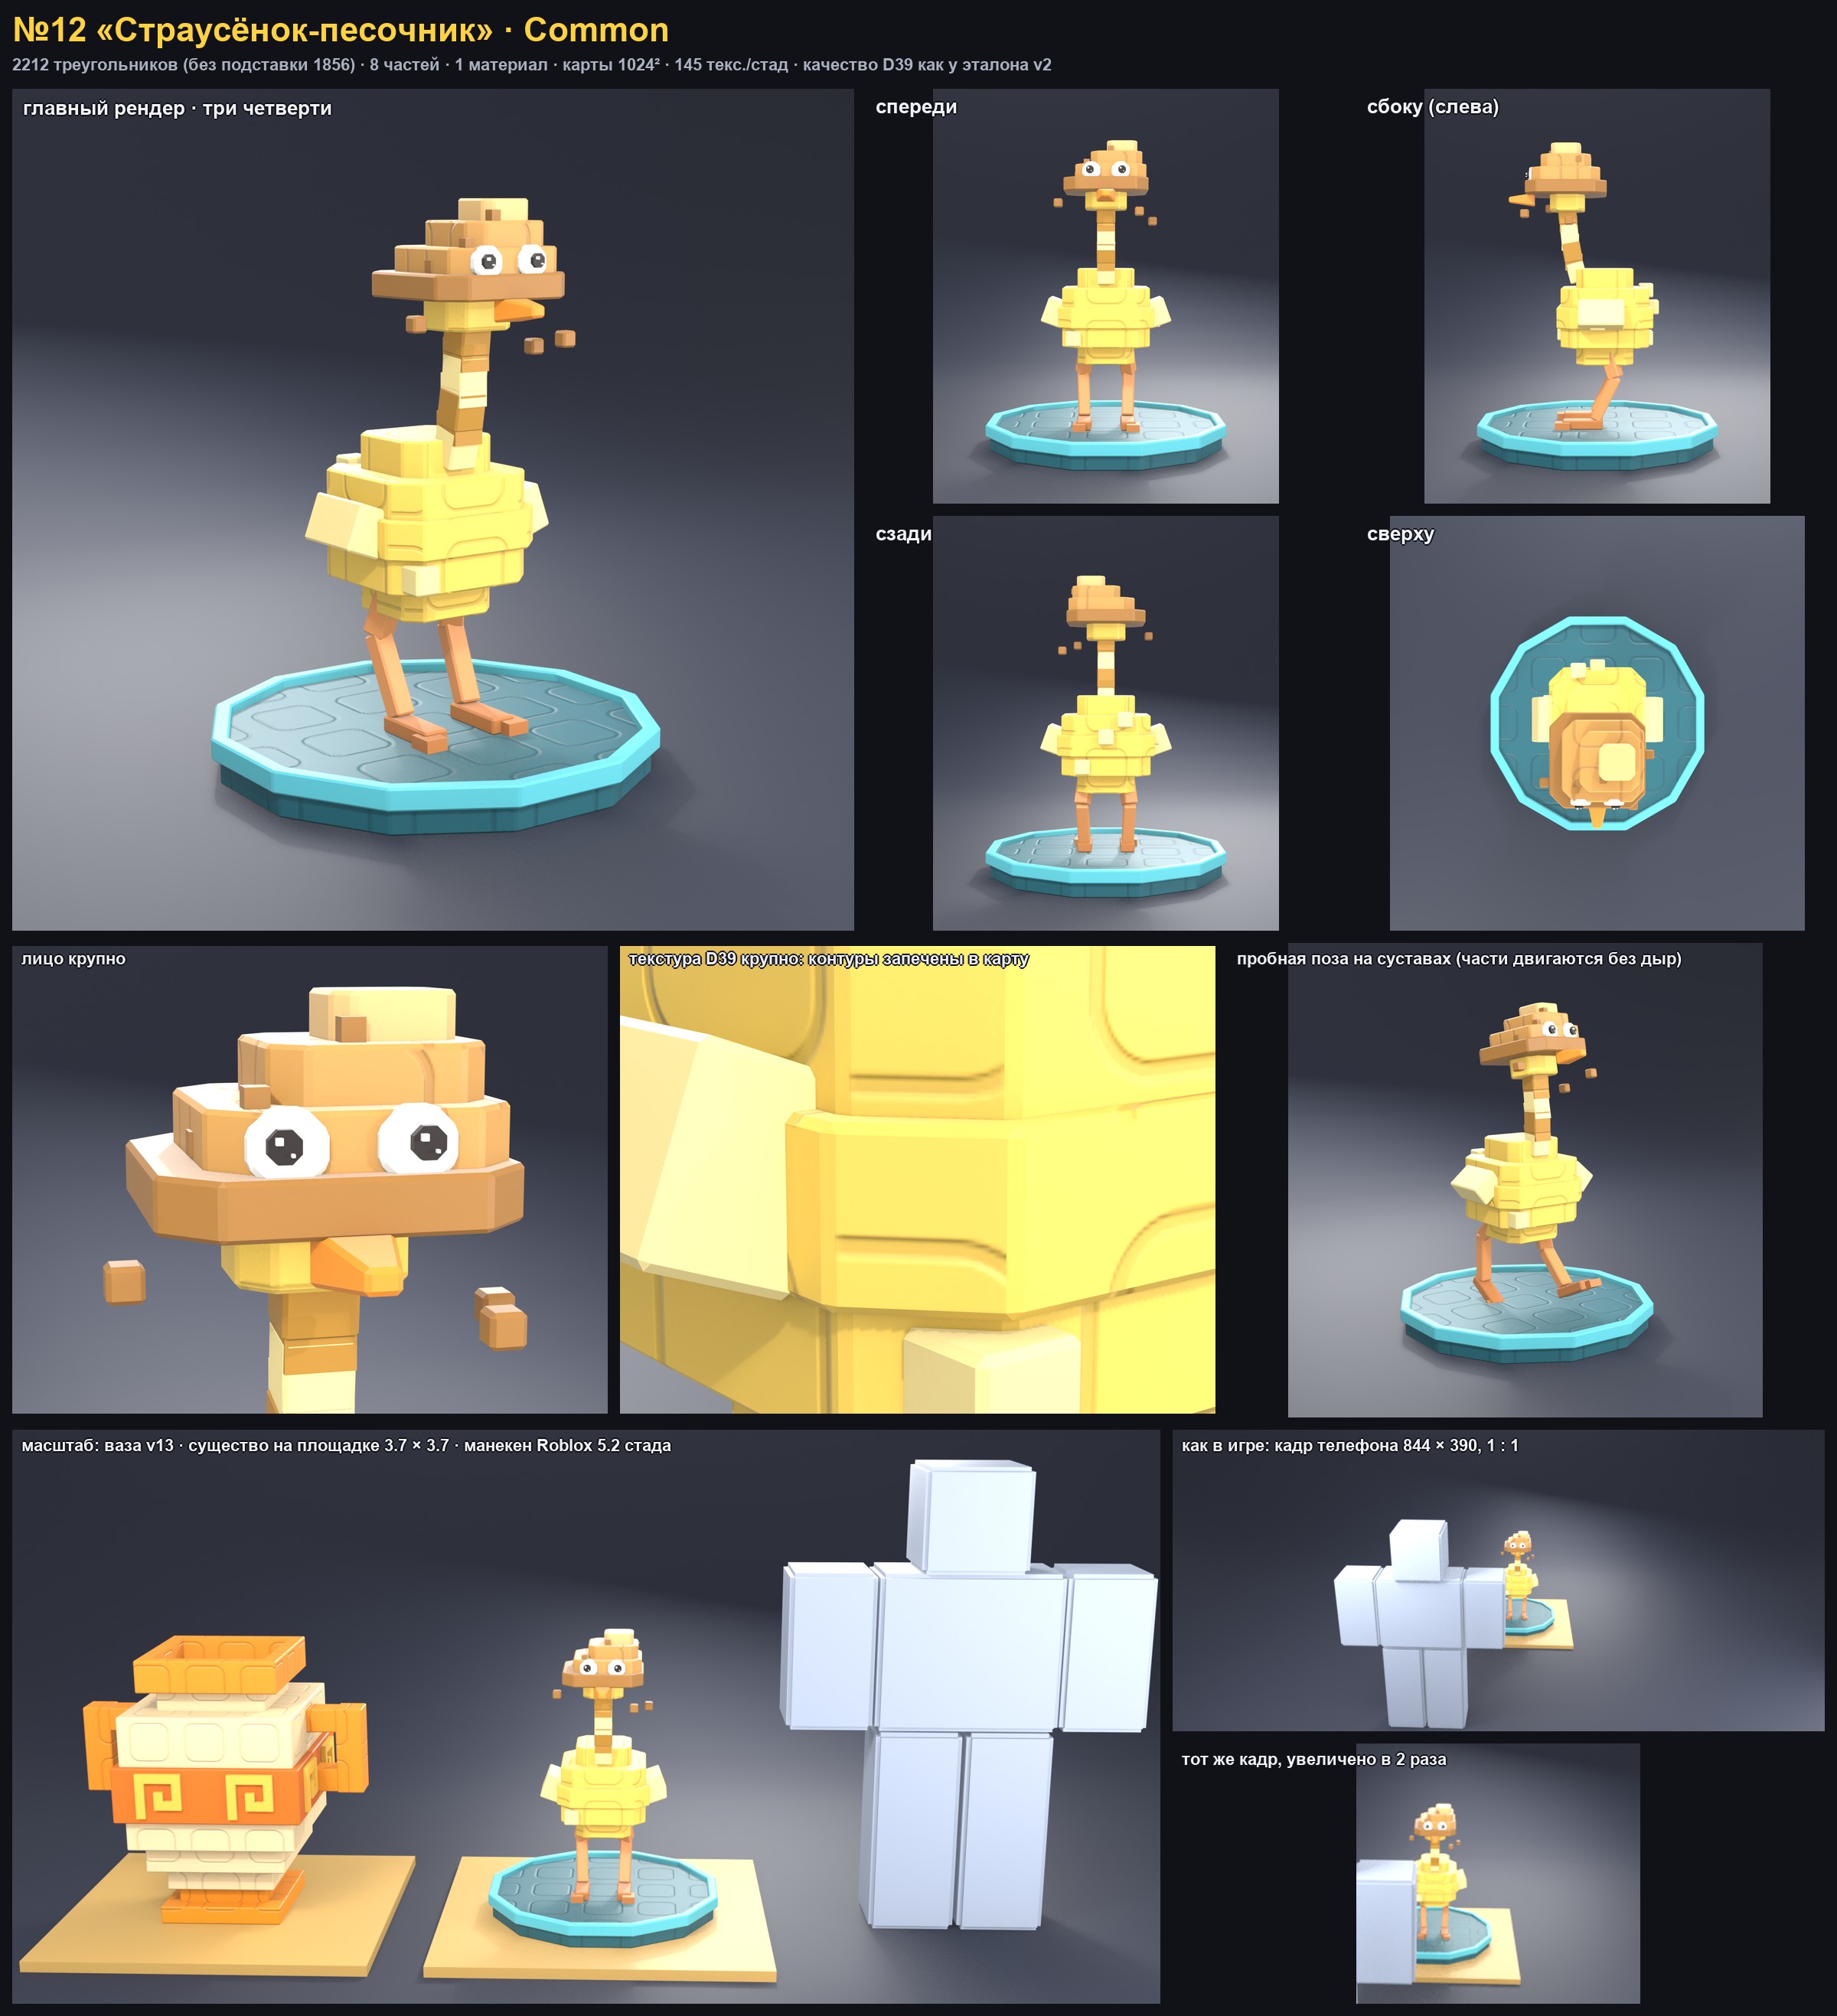 №12 «Страусёнок-песочник» · Common
2212 треугольников (без подставки 1856) · 8 частей · 1 материал · карты 1024² · 145 текс./стад · качество D39 как у эталона v2
главный рендер · три четверти
спереди
сбоку (слева)
сзади
сверху
лицо крупно
текстура D39 крупно: контуры запечены в карту
пробная поза на суставах (части двигаются без дыр)
масштаб: ваза v13 · существо на площадке 3.7 × 3.7 · манекен Roblox 5.2 стада
как в игре: кадр телефона 844 × 390, 1 : 1
тот же кадр, увеличено в 2 раза